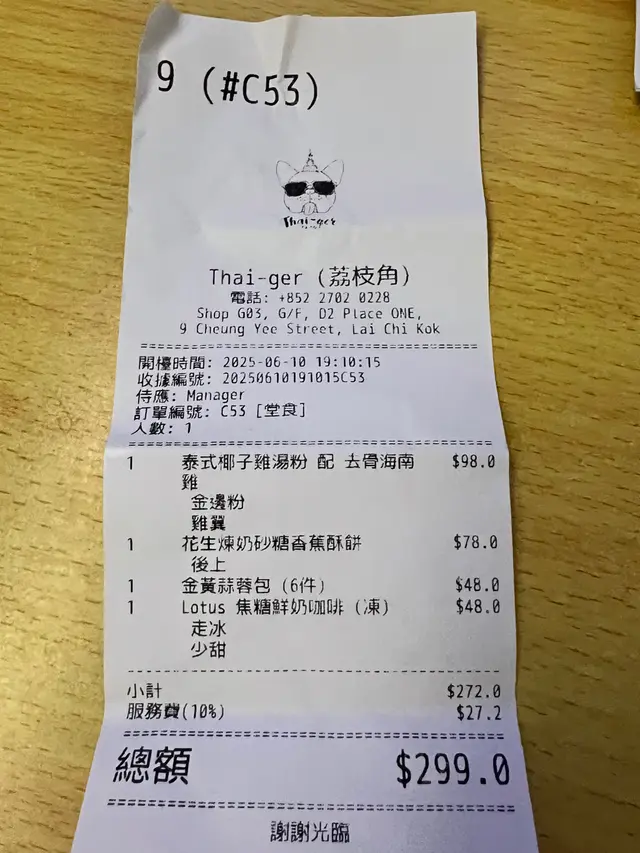 9 (#C53)
Thai-ger
Thai-ger (荔枝角)
電話: +852 2702 0228
Shop G03, G/F, D2 Place ONE,
9 Cheung Yee Street, Lai Chi Kok
開檯時間: 2025-06-10 19:10:15
收據編號: 20250610191015C53
侍應: Manager
訂單編號: C53 [堂食]
人數: 1
1 泰式椰子雞湯粉 配 去骨海南 $98.0
雞
金邊粉
雞翼
1 花生煉奶砂糖香蕉酥餅 $78.0
後上
1 金黃蒜蓉包 (6件) $48.0
1 Lotus 焦糖鮮奶咖啡 (凍) $48.0
走冰
少甜
小計 $272.0
服務費(10%) $27.2
總額 $299.0
謝謝光臨